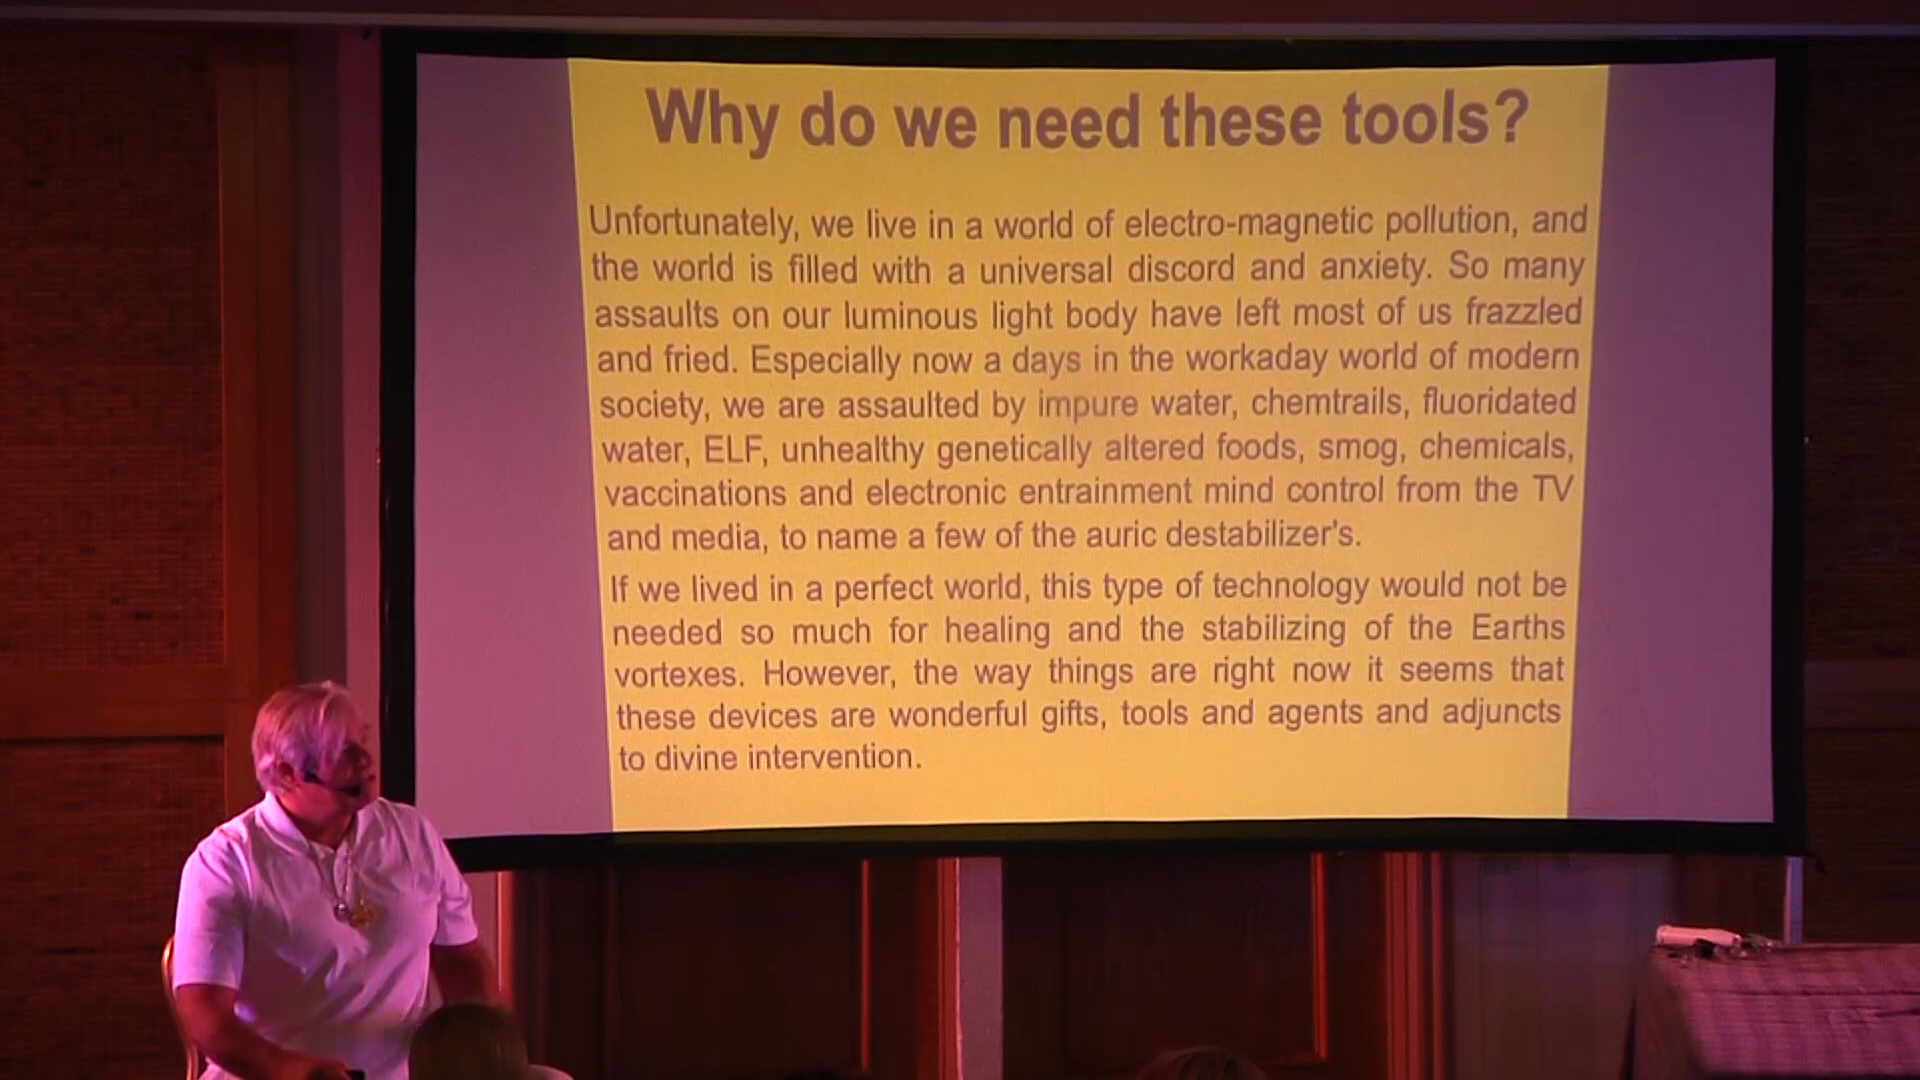 Why do we need these tools?
Unfortunately, we live in a world of electro-magnetic pollution, and
the world is filled with a universal discord and anxiety. So many
assaults on our luminous light body have left most of us frazzled
and fried. Especially now a days in the workaday world of modern
society, we are assaulted by impure water, chemtrails, fluoridated
water, ELF, unhealthy genetically altered foods, smog, chemicals,
vaccinations and electronic entrainment mind control from the TV
and media, to name a few of the auric destabilizer's.
If we lived in a perfect world, this type of technology would not be
needed so much for healing and the stabilizing of the Earths
vortexes. However, the way things are right now it seems that
these devices are wonderful gifts, tools and agents and adjuncts
to divine intervention.